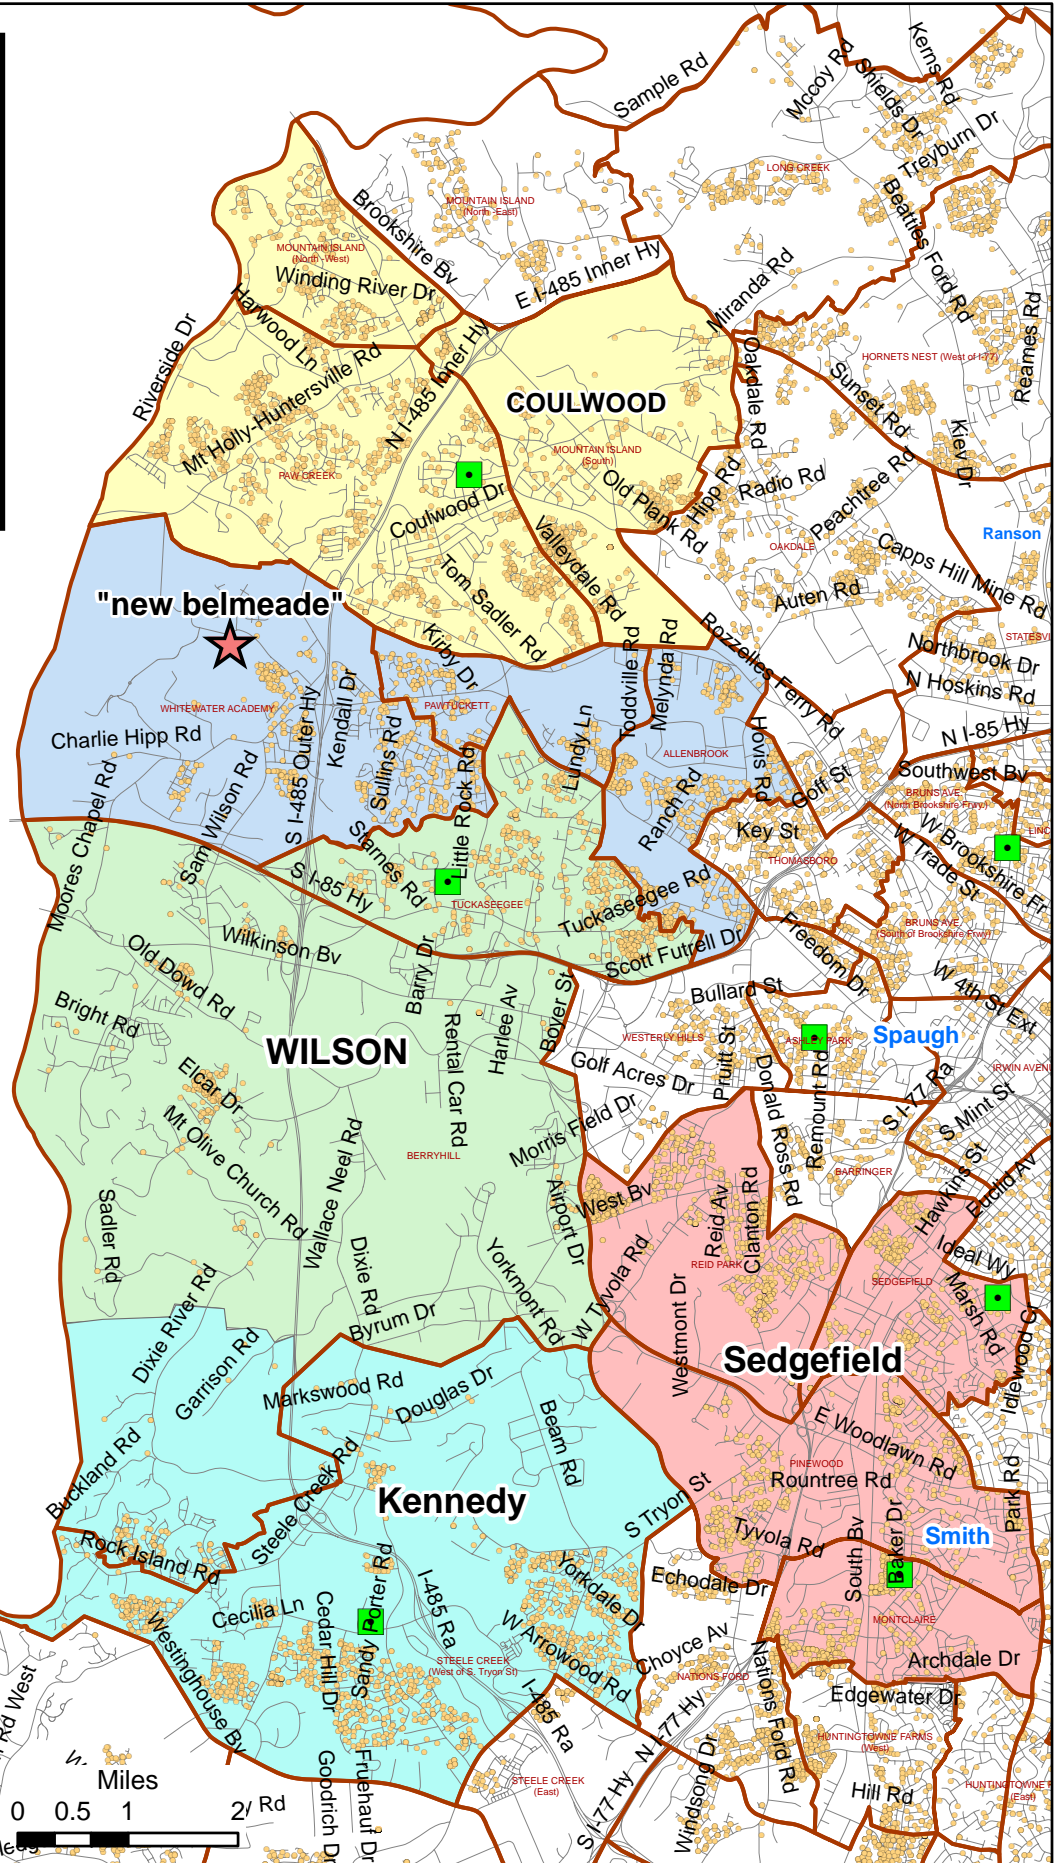 Kerns Rd
Sample Rd
Mccoy Rd
Shields Dr
Treyburn Dr
LONG CREEK
Beatties Ford Rd
MOUNTAIN ISLAND
(North -East)
Brookshire Bv
MOUNTAIN ISLAND
(North -West)
Winding River Dr
E I-485 Inner Hy
Miranda Rd
Reames Rd
Harwood Ln
Riverside Dr
Mt Holly-Huntersville Rd
N I-485 Inner Hy
Oakdale Rd
HORNETS NEST (West of I-77)
Sunset Rd
COULWOOD
MOUNTAIN ISLAND
(South)
Kiev Dr
PAW CREEK
Old Plank Rd
Hipp Rd
Radio Rd
Peachtree Rd
Coulwood Dr
Valleydale Rd
OAKDALE
Ranson
Capps Hill Mine Rd
Auten Rd
Tom Sadler Rd
"new belmeade"
Kirby Dr
Toddville Rd
Melynda Rd
Rozzelles Ferry Rd
STATESVI
Northbrook Dr
N Hoskins Rd
WHITEWATER ACADEMY
PAWTUCKETT
Charlie Hipp Rd
S I-485 Outer Hy
Kendall Dr
Sullins Rd
Little Rock Rd
Lundy Ln
ALLENBROOK
Hovis Rd
N I-85 Hy
Southwest Bv
Goff St
BRUNS AVE
(North Brookshire Frwy)
Moores Chapel Rd
Sam Wilson Rd
Ranch Rd
Key St
W Brookshire Fr
LINC
W Trade St
THOMASBORO
Starnes Rd
S I-85 Hy
TUCKASEEGEE
Tuckaseegee Rd
BRUNS AVE
(South of Brookshire Frwy)
Wilkinson Bv
Scott Futrell Dr
Freedom Dr
Old Dowd Rd
Barry Dr
W 4th St Ext
Bright Rd
Rental Car Rd
Harlee Av
Boyer St
Bullard St
WESTERLY HILLS
Pruitt St
ASHLEY PARK
Spaugh
WILSON
Golf Acres Dr
Donald Ross Rd
Remount Rd
S I-77 Ra
IRWIN AVENU
S Mint St
Elcar Dr
Mt Olive Church Rd
Wallace Neel Rd
BERRYHILL
Morris Field Dr
BARRINGER
Hawkins St
Euclid Av
Sadler Rd
Airport Dr
West Bv
Reid Av
Clanton Rd
Ideal Wy
Dixie Rd
Yorkmont Rd
W Tyvola Rd
REID PARK
SEDGEFIELD
Marsh Rd
Dixie River Rd
Westmont Dr
Byrum Dr
Garrison Rd
Sedgefield
Idlewood Ci
Markswood Rd
Douglas Dr
Beam Rd
E Woodlawn Rd
Buckland Rd
Steele Creek Rd
PINEWOOD
Rountree Rd
Park Rd
Kennedy
S Tryon St
Tyvola Rd
South Bv
Baker Dr
Smith
Rock Island Rd
Sandy Porter Rd
I-485 Ra
Yorkdale Dr
Echodale Dr
Cecilia Ln
Cedar Hill Dr
W Arrowood Rd
MONTCLAIRE
Westinghouse Bv
STEELE CREEK
(West of S. Tryon St)
Choyce Av
NATIONS FORD
Nations Ford Rd
Archdale Dr
Edgewater Dr
I-485 Ra
N I-77 Hy
HUNTINGTOWNE FARMS
(West)
Rd West
Goodrich Dr
Fruehauf Dr
STEELE CREEK
(East)
S I-77 Hy
Windsong Dr
Hill Rd
HUNTINGTOWNE F
(East)
Miles
0 0.5 1 2
y Rd